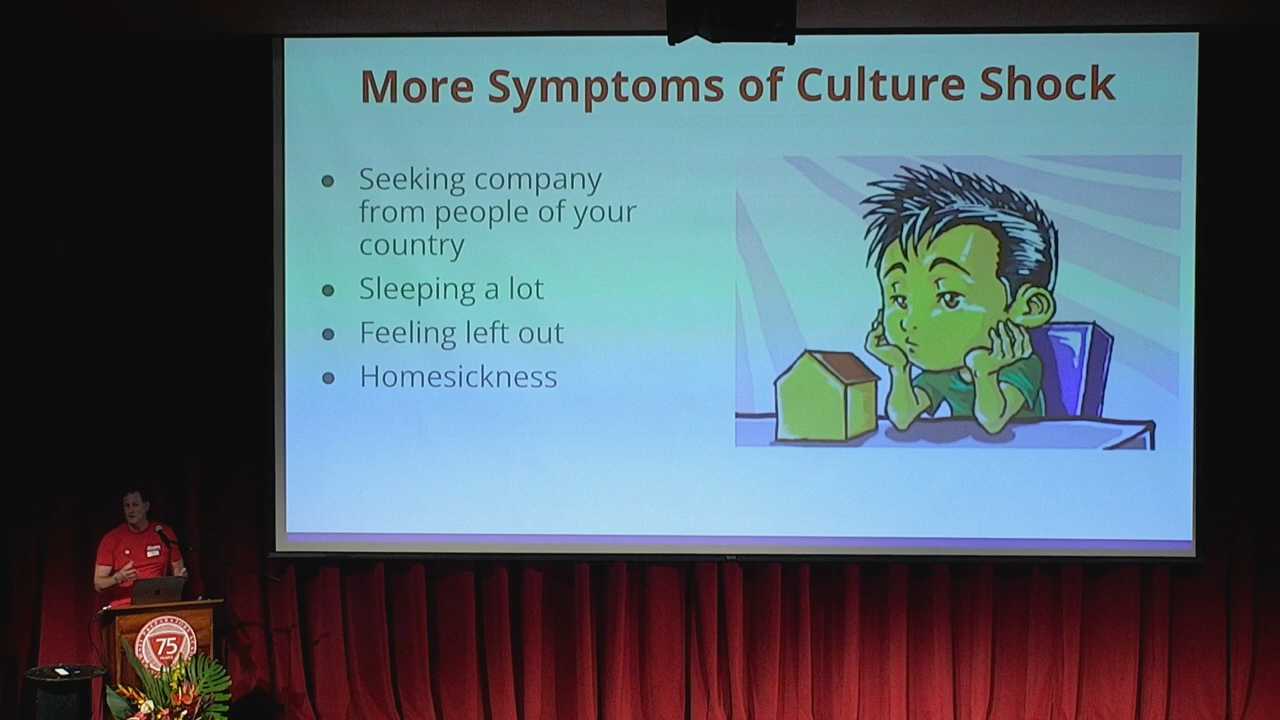 More Symptoms of Culture Shock
● Seeking company
from people of your
country
● Sleeping a lot
● Feeling left out
● Homesickness
75